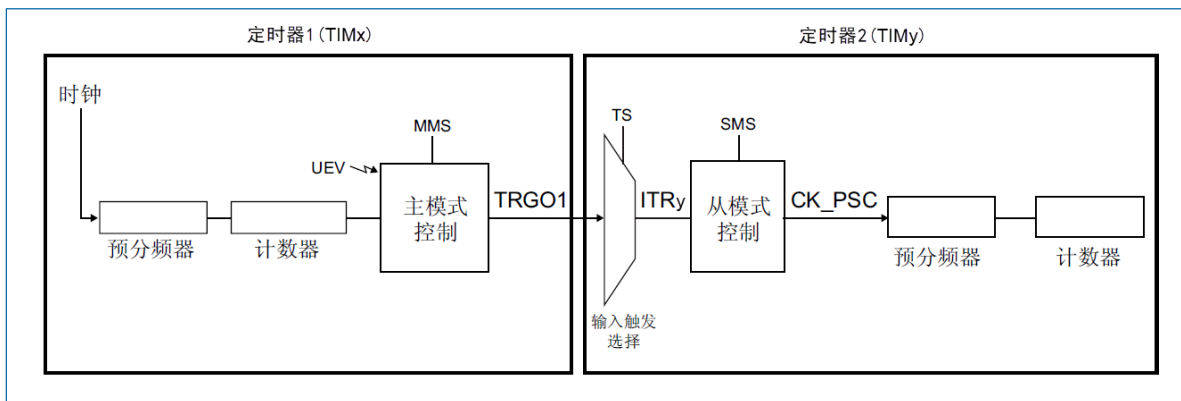 定时器1(TIMx)
定时器2(TIMy)
时钟
MMS
TS
SMS
UEV
TRGO1
ITRy
CK_PSC
主模式
控制
从模式
控制
预分频器
计数器
预分频器
计数器
输入触发
选择